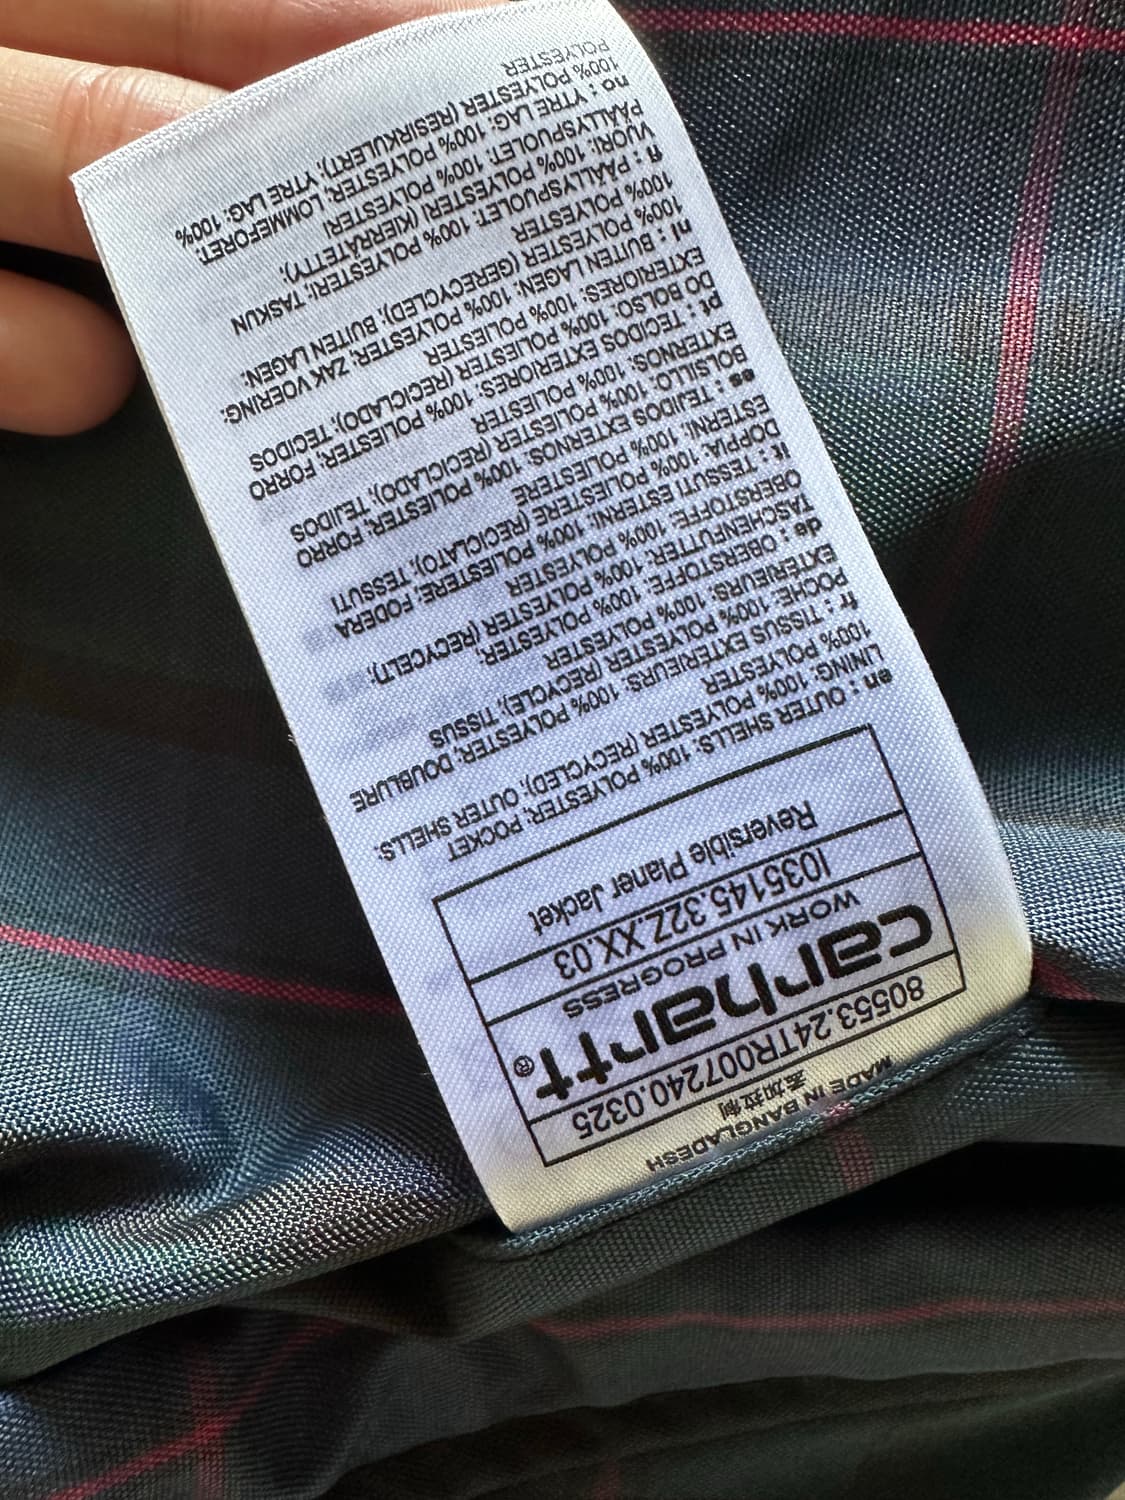 MADE IN BANGLADESH
孟加拉制
80553.24TR007240.0325
carhartt®
WORK IN PROGRESS
I035145.32Z.XX.03
Reversible Planer Jacket
en : OUTER SHELLS: 100% POLYESTER; POCKET
LINING: 100% POLYESTER (RECYCLED), OUTER SHELLS:
100% POLYESTER
fr : TISSUS EXTÉRIEURS: 100% POLYESTER; DOUBLURE
POCHE: 100% POLYESTER (RECYCLÉ), TISSUS
EXTÉRIEURS: 100% POLYESTER
de : OBERSTOFFE: 100% POLYESTER;
TASCHENFUTTER: 100% POLYESTER (RECYCELT);
OBERSTOFFE: 100% POLYESTER
it : TESSUTI ESTERNI: 100% POLIESTERE, FODERA
DOPPIA: 100% POLIESTERE (RICICLATO), TESSUTI
ESTERNI: 100% POLIESTERE
es : TEJIDOS EXTERNOS: 100% POLIESTER; FORRO
BOLSILLO: 100% POLIESTER (RECICLADO), TEJIDOS
EXTERNOS: 100% POLIESTER
pt : TECIDOS EXTERIORES: 100% POLIESTER; FORRO
DO BOLSO: 100% POLIESTER (RECICLADO), TECIDOS
EXTERIORES: 100% POLIESTER
nl : BUITEN LAGEN: 100% POLYESTER; ZAK VOERING:
100% POLYESTER (GERECYCLED), BUITEN LAGEN:
100% POLYESTER
fi : PÄÄLLYSPUOLET: 100% POLYESTER; TASKUN
VUORI: 100% POLYESTERI (KIERRÄTETTY);
PÄÄLLYSPUOLET: 100% POLYESTERI
no : YTRE LAG: 100% POLYESTER; LOMMEFORET:
100% POLYESTER (RESIRKULERT); YTRE LAG: 100%
POLYESTER